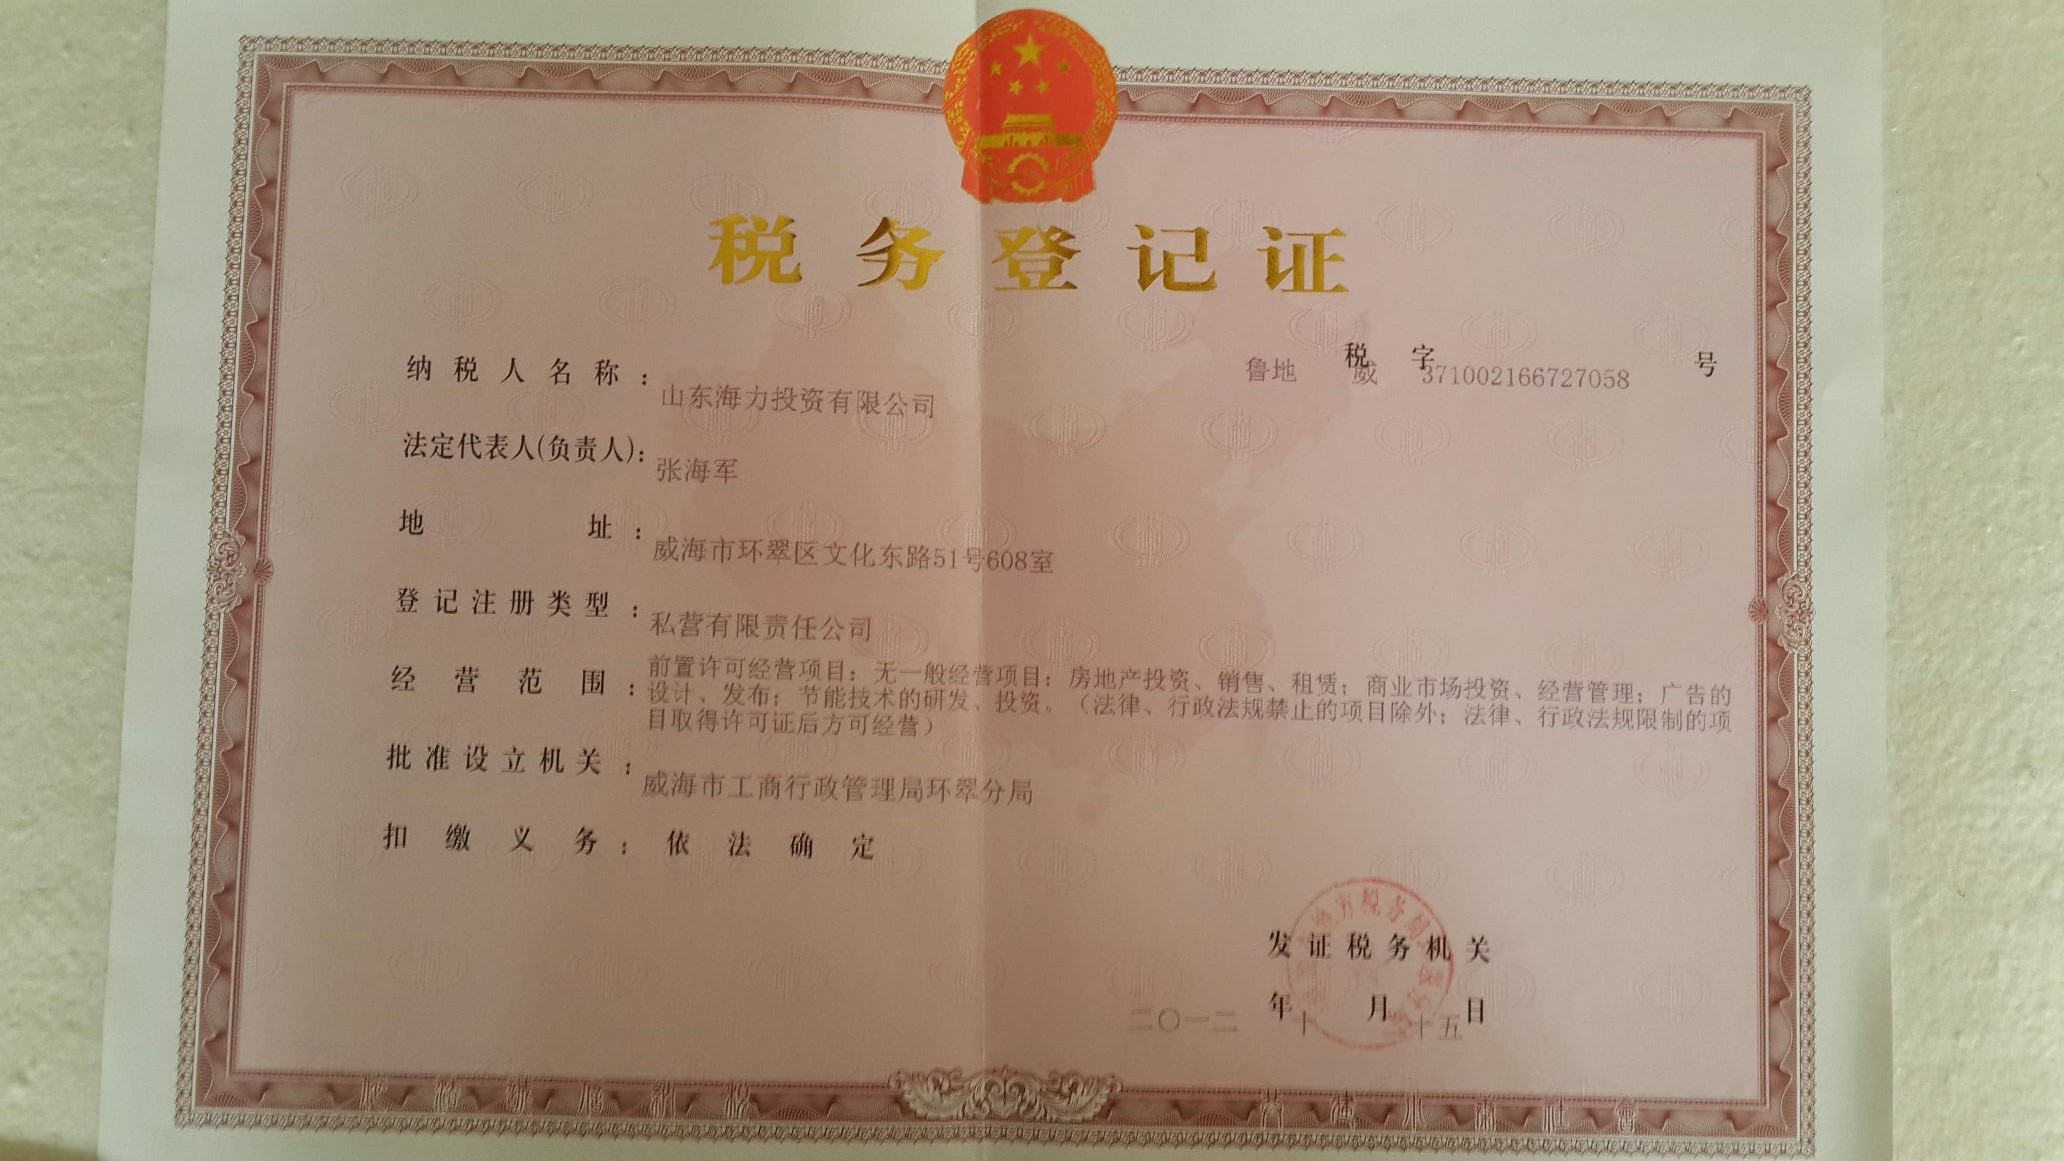 税务登记证
鲁地 税 威 字 371002166727058 号
纳税人名称：山东海力投资有限公司
法定代表人(负责人)：张海军
地址：威海市环翠区文化东路51号608室
登记注册类型：私营有限责任公司
经营范围：前置许可经营项目：无一般经营项目：房地产投资、销售、租赁；商业市场投资、经营管理；广告的
设计、发布；节能技术的研发、投资。（法律、行政法规禁止的项目除外；法律、行政法规限制的项
目取得许可证后方可经营）
批准设立机关：威海市工商行政管理局环翠分局
扣缴义务：依法确定
方税务局
发证税务机关
二〇一二年十月十五日